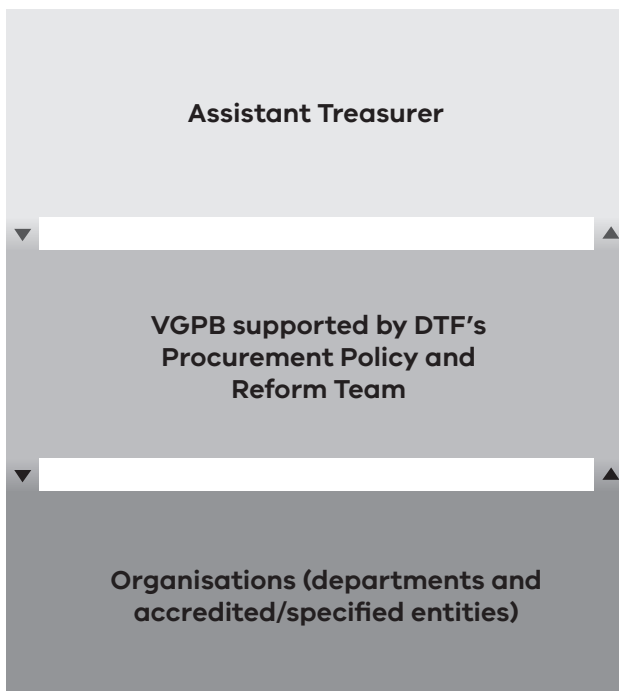 Assistant Treasurer
VGPB supported by DTF’s
Procurement Policy and
Reform Team
Organisations (departments and
accredited/specified entities)